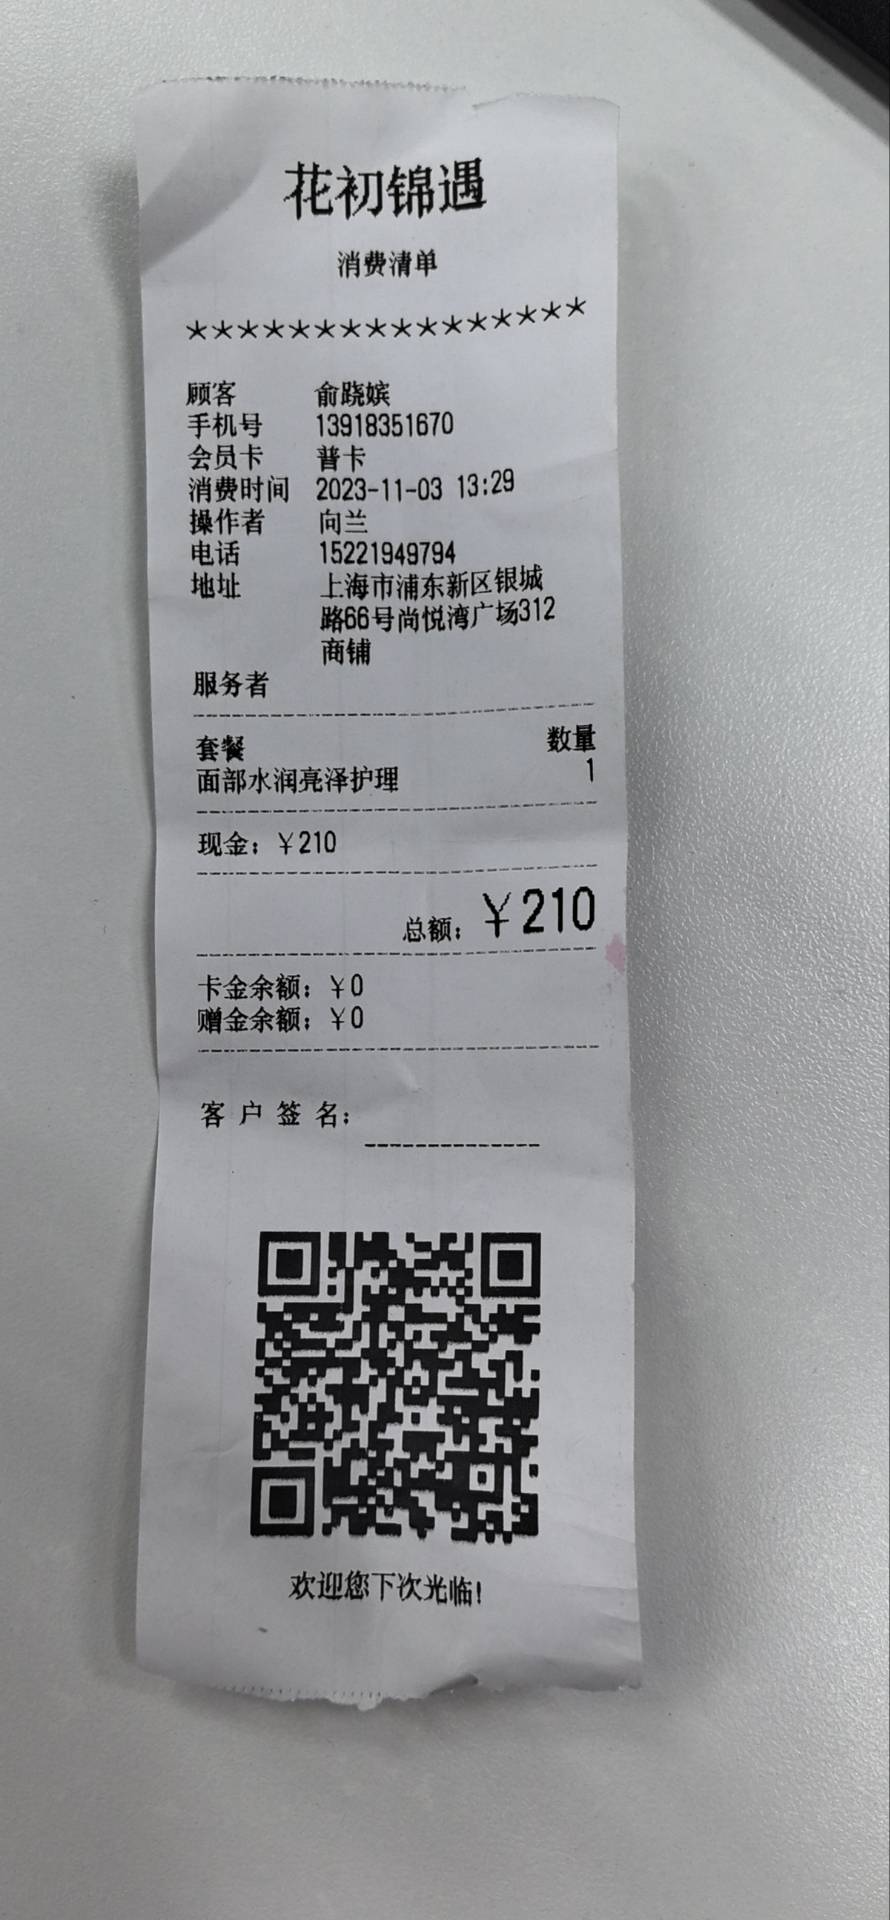 花初锦遇
消费清单
****************
顾客 俞跷嫔
手机号 13918351670
会员卡 普卡
消费时间 2023-11-03 13:29
操作者 向兰
电话 15221949794
地址 上海市浦东新区银城
路66号尚悦湾广场312
商铺
服务者
套餐 数量
面部水润亮泽护理 1
现金：￥210
总额：￥210
卡金余额：￥0
赠金余额：￥0
客户签名：
欢迎您下次光临!